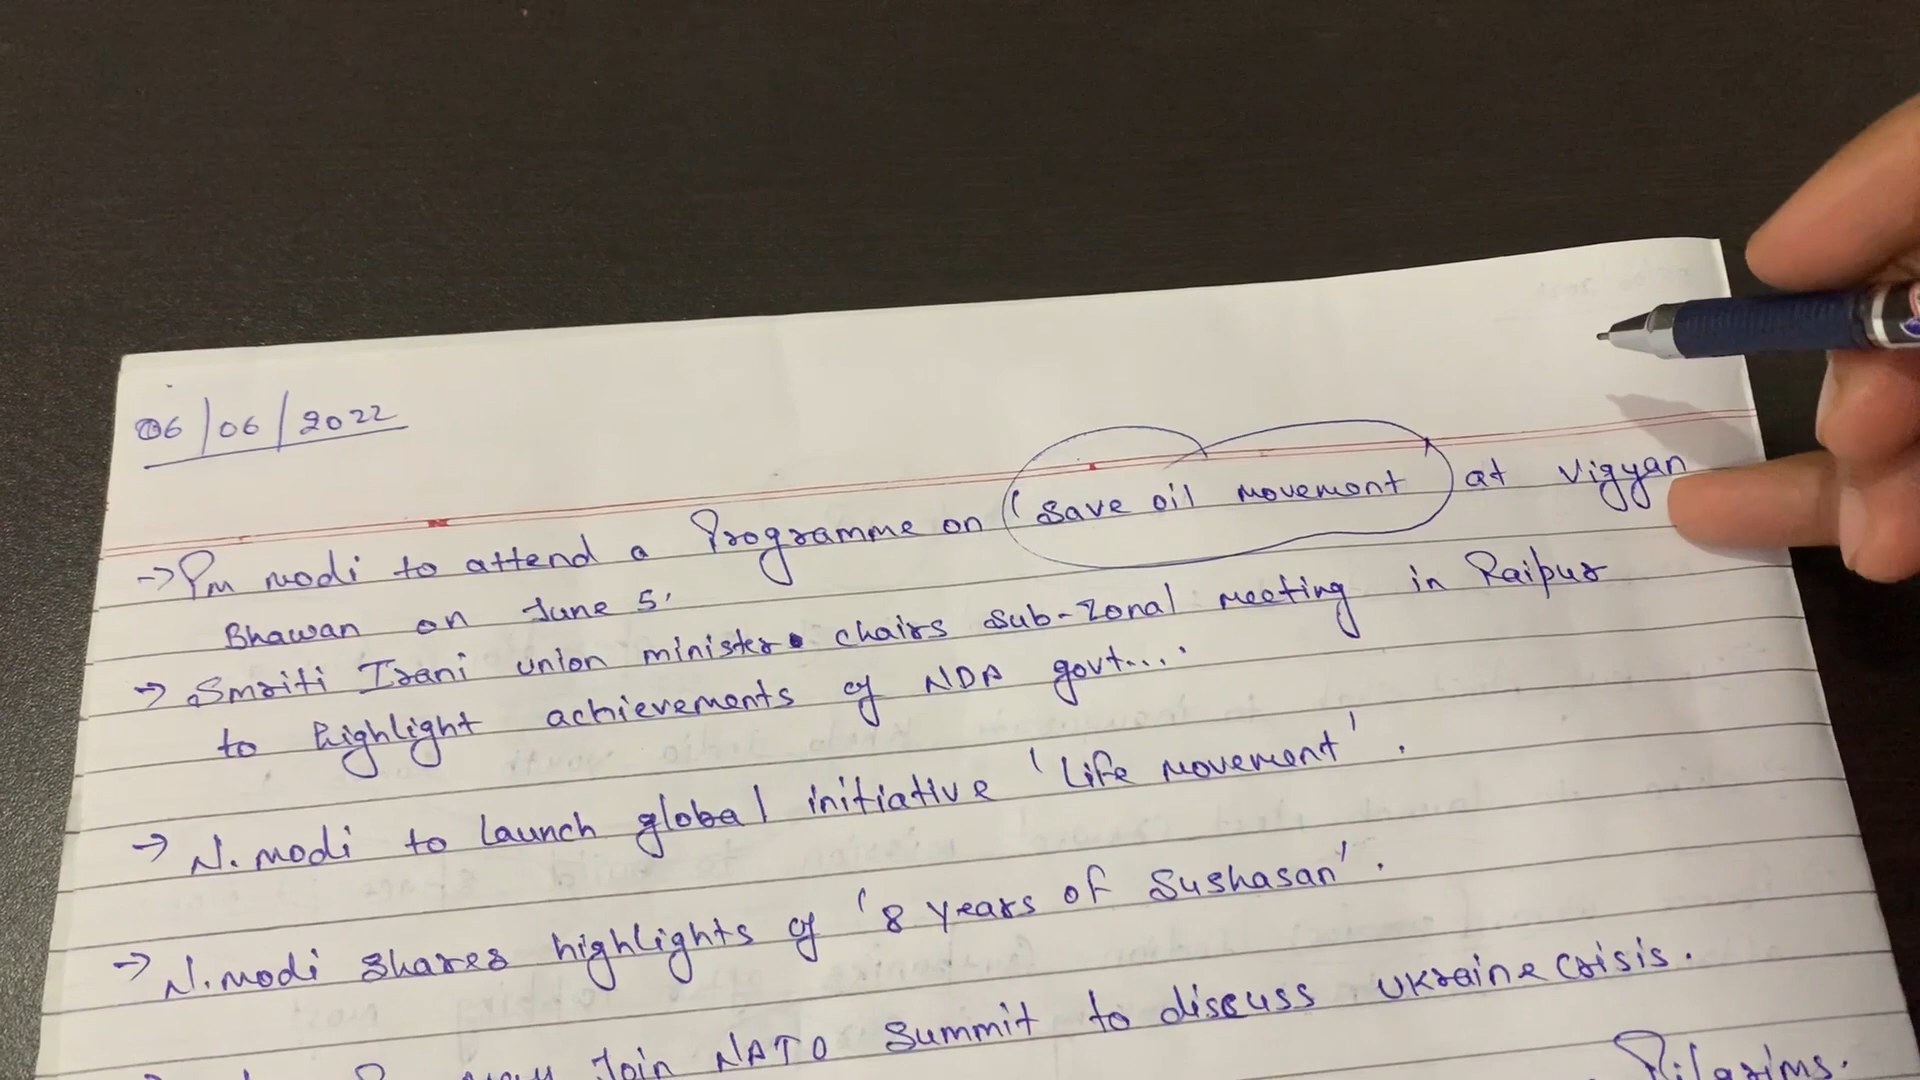 06/06/2022
→ Pm modi to attend a Programme on 'save oil movement' at Vigyan
Bhawan on June 5.
→ Smriti Irani union minister chairs sub-zonal meeting in Raipur
to highlight achievements of NDA govt....
→ N. modi to launch global initiative 'Life movement'.
→ N. modi shares highlights of '8 years of Sushasan'.
may Join NATO Summit to discuss Ukraine crisis.
Pilgrims.